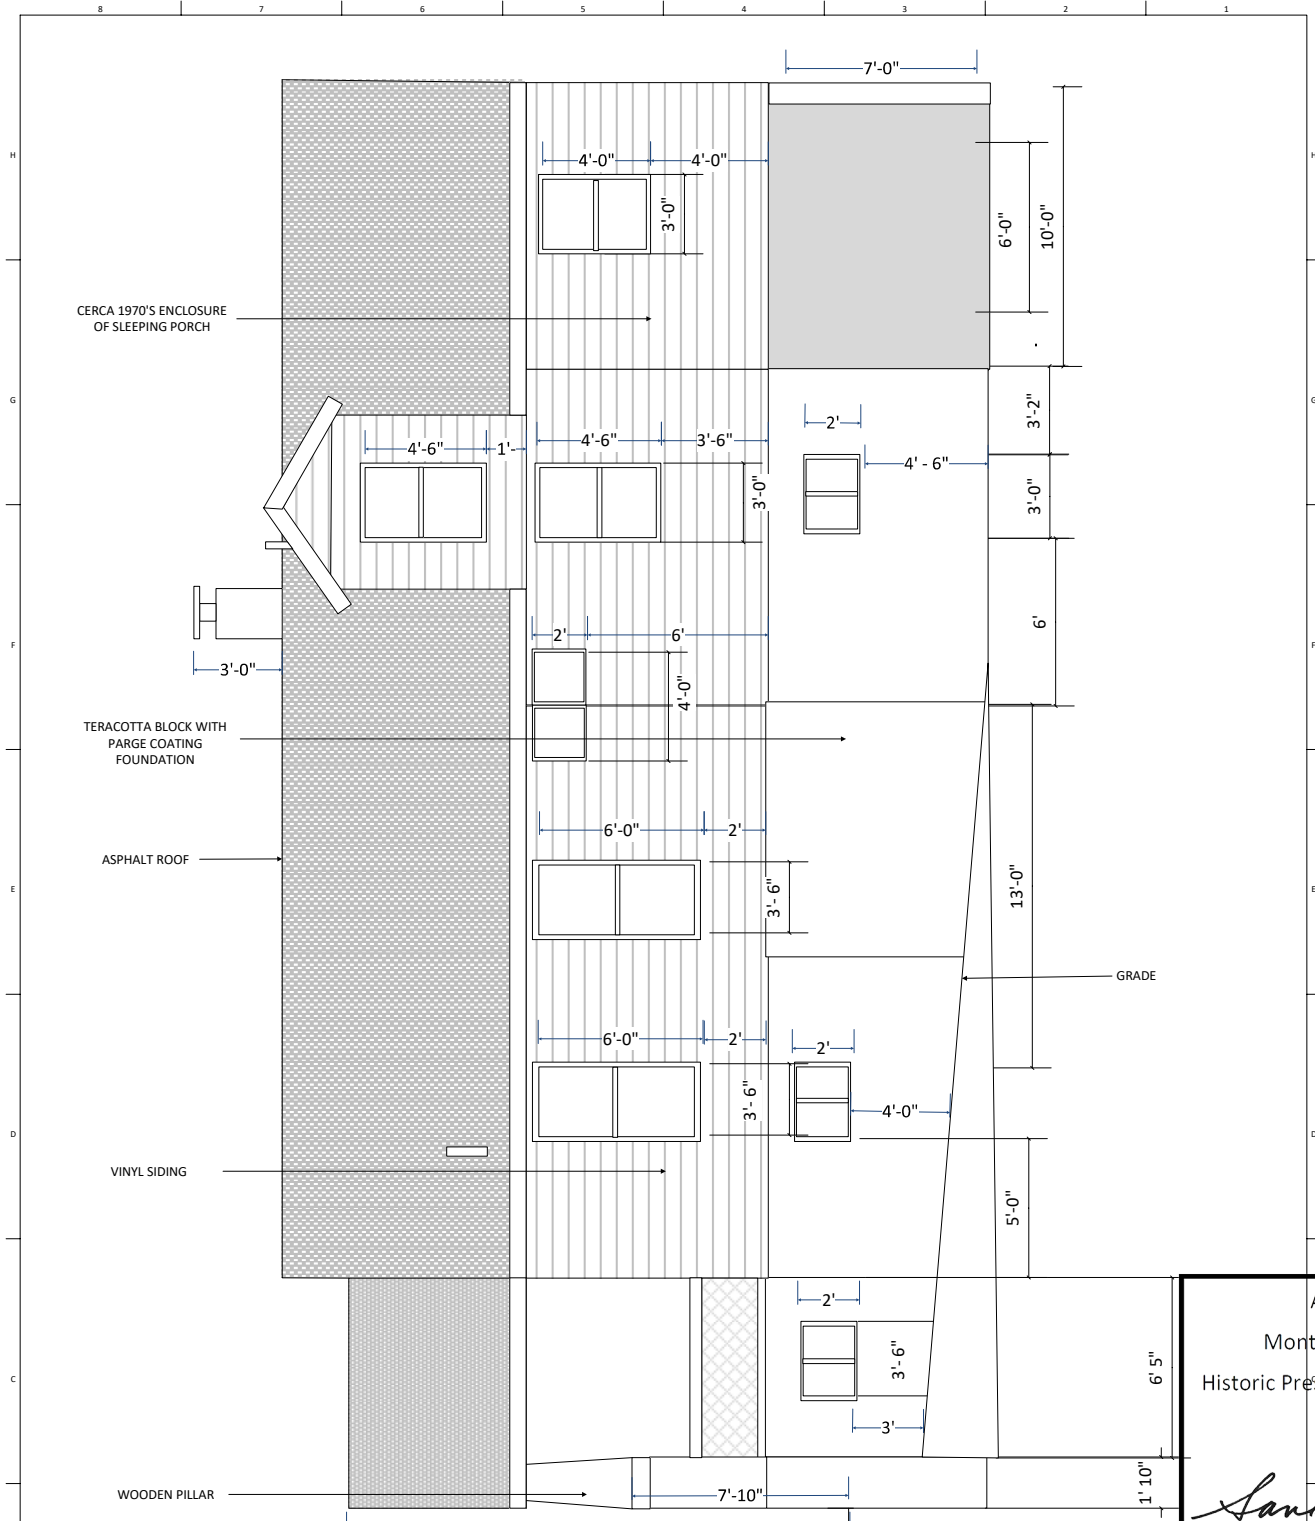 8 7 6 5 4 3 2 1
7'-0"
H
H
4'-0" 4'-0"
3'-0"
6'-0"
10'-0"
CERCA 1970'S ENCLOSURE
OF SLEEPING PORCH
G
G
4'-6" 1'- 4'-6" 3'-6" 2'
3'-2"
4' - 6"
3'-0"
3'-0"
F
F
2' 6'
6'
3'-0"
4'-0"
TERACOTTA BLOCK WITH
PARGE COATING
FOUNDATION
6'-0" 2'
ASPHALT ROOF
E
E
3'- 6"
13'-0"
GRADE
6'-0" 2' 2'
3'- 6"
4'-0"
D
D
VINYL SIDING
5'-0"
2'
Mont
3'- 6"
6' 5"
C
Historic Pre
3'
WOODEN PILLAR
7'-10"
1' 10"